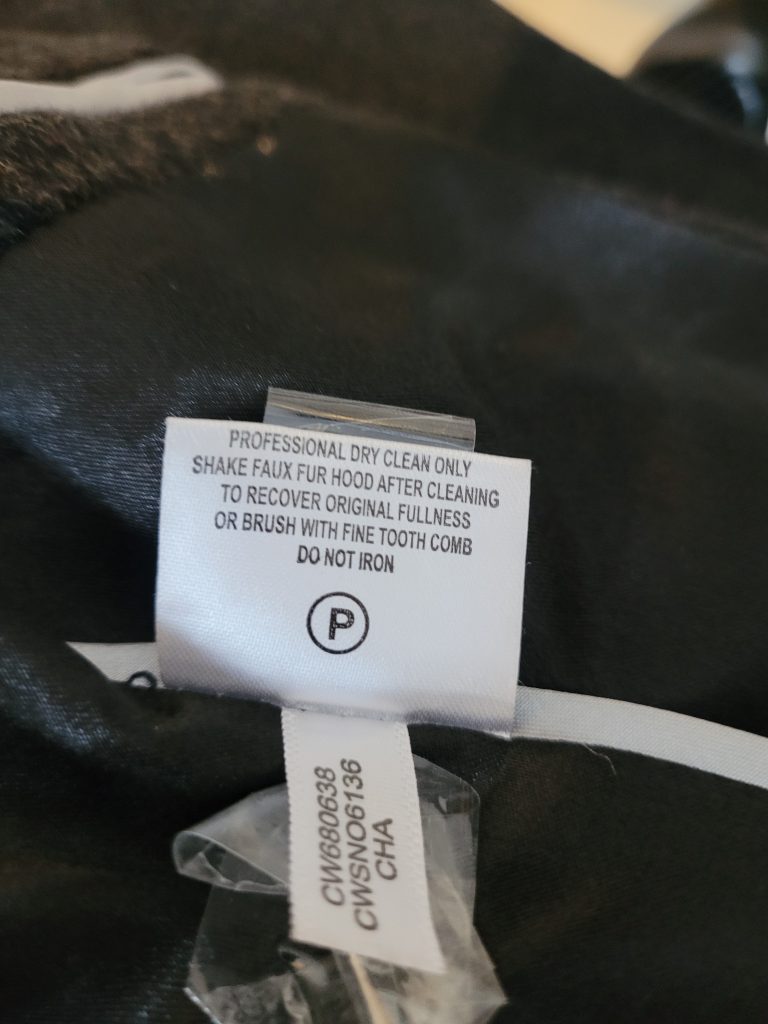 PROFESSIONAL DRY CLEAN ONLY
SHAKE FAUX FUR HOOD AFTER CLEANING
TO RECOVER ORIGINAL FULLNESS
OR BRUSH WITH FINE TOOTH COMB
DO NOT IRON
P
CW680638
CWSNO6136
CHA